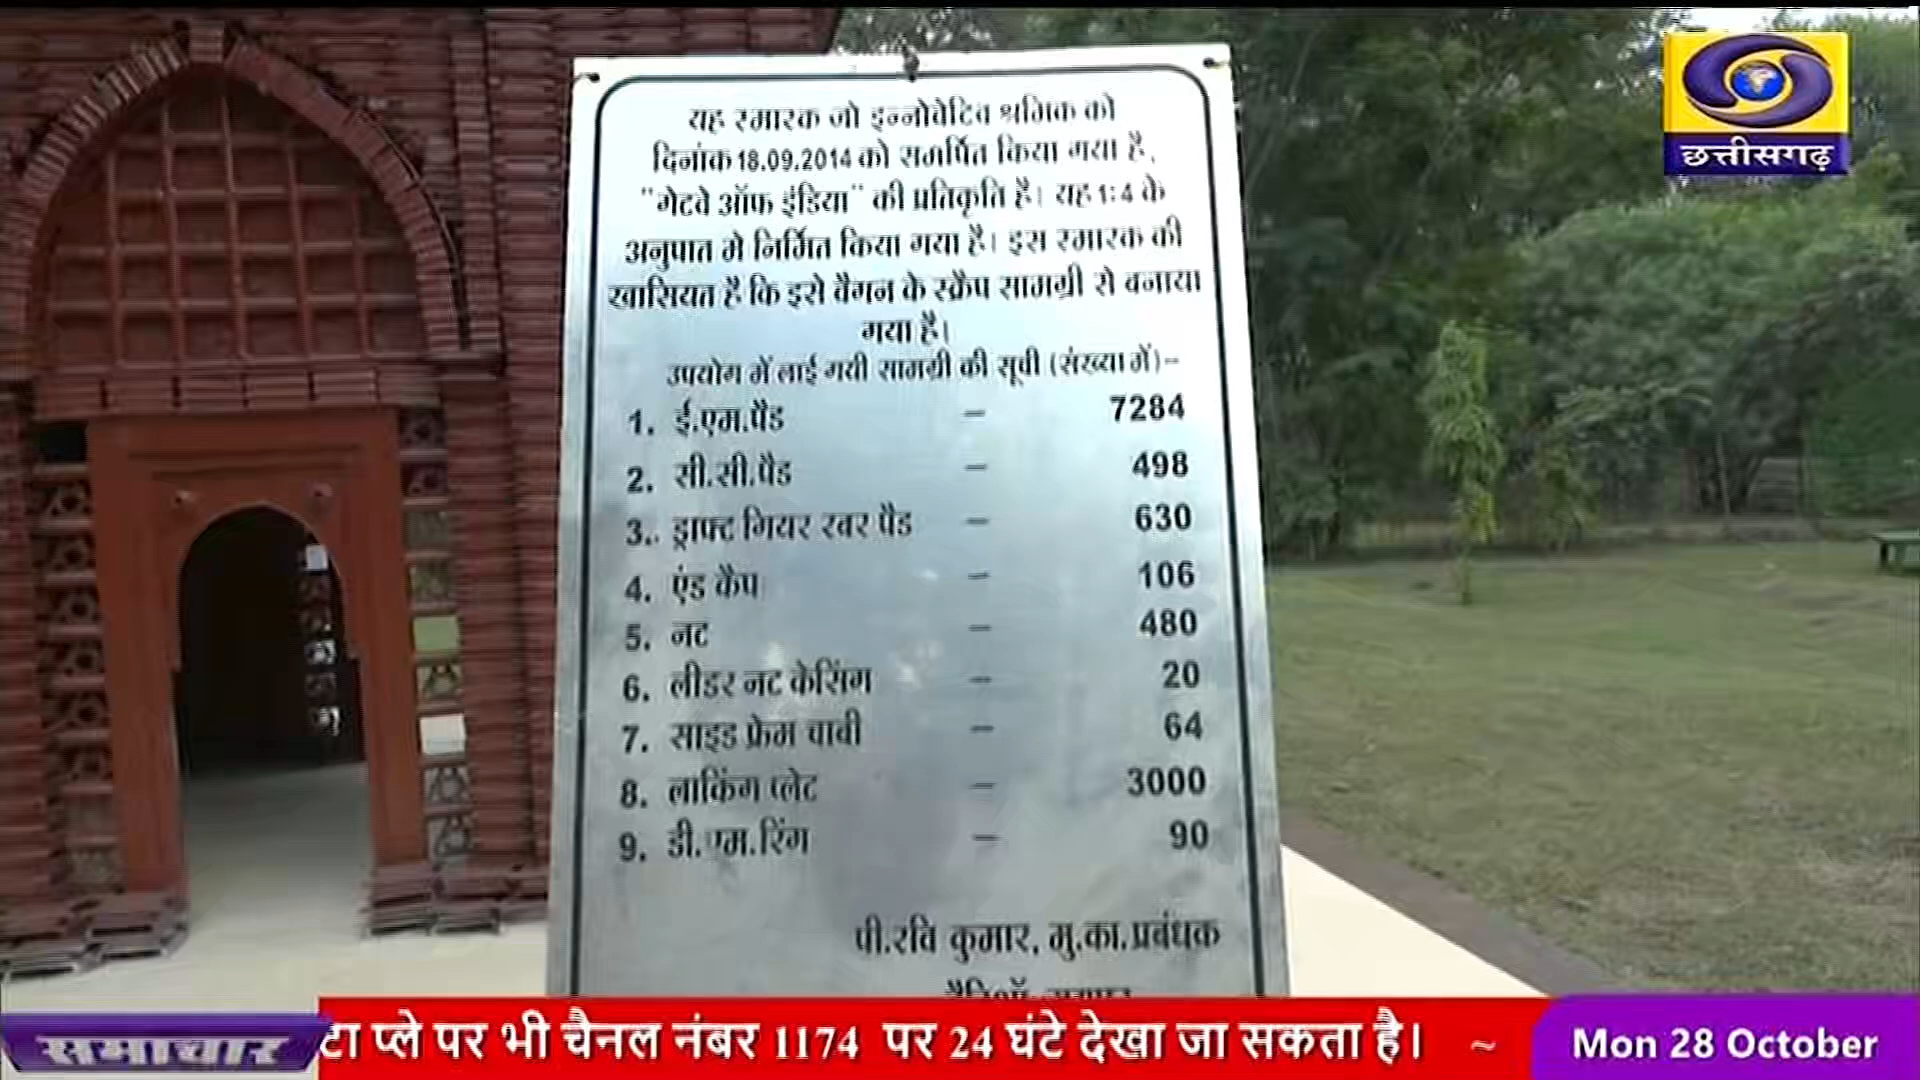 छत्तीसगढ़
यह स्मारक जो इन्नोवेटिव श्रमिक को
दिनांक 18.09.2014 को समर्पित किया गया है,
"गेटवे ऑफ इंडिया" की प्रतिकृति है। यह 1:4 के
अनुपात मे निर्मित किया गया है। इस स्मारक की
खासियत है कि इसे वैगन के स्क्रैप सामग्री से बनाया
गया है।
उपयोग में लाई गयी सामग्री की सूची (संख्या में)-
1. ई.एम.पैड - 7284
2. सी.सी.पैड - 498
3. ड्राफ्ट गियर रबर पैड - 630
4. एंड कैप - 106
5. नट - 480
6. लीडर नट केसिंग - 20
7. साइड फ्रेम चाबी - 64
8. लाकिंग प्लेट - 3000
9. डी.एम.रिंग - 90
पी.रवि कुमार, मु.का.प्रबंधक
समाचार
टा प्ले पर भी चैनल नंबर 1174 पर 24 घंटे देखा जा सकता है। ~
Mon 28 October